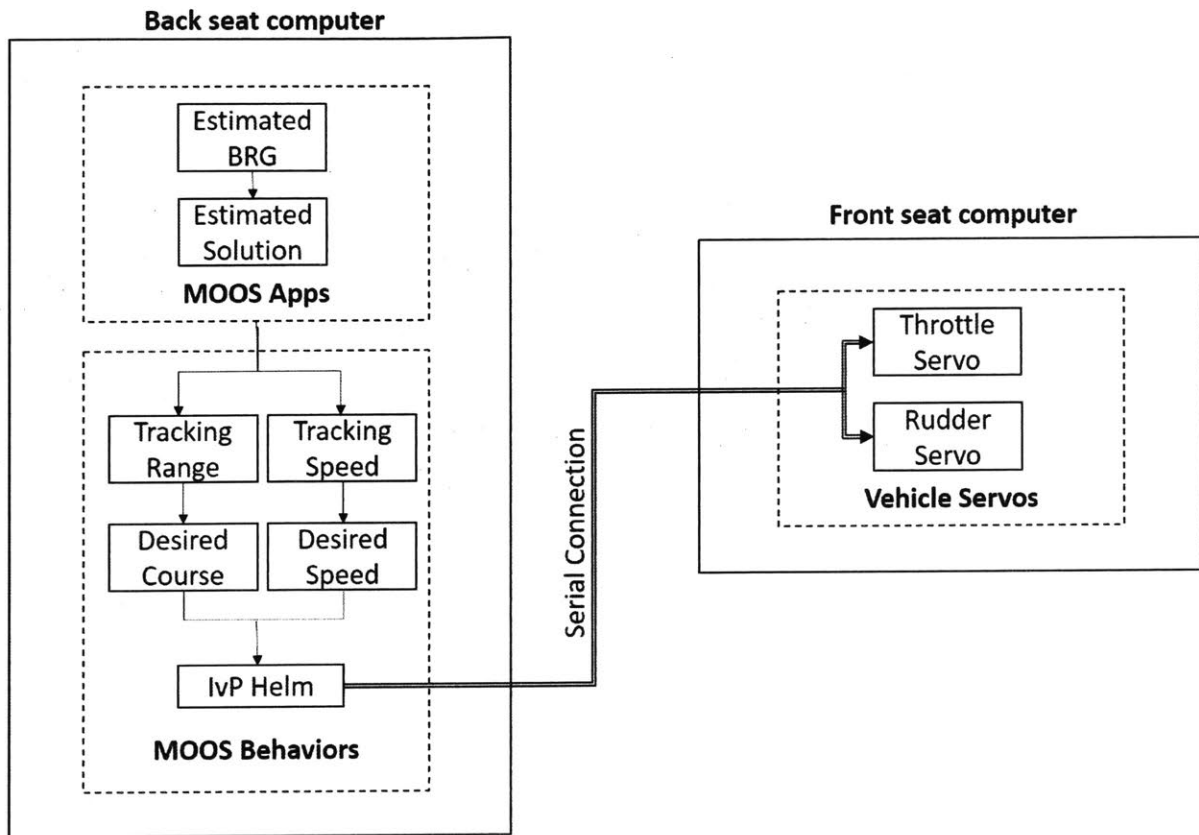 Back seat computer
Estimated
BRG
Estimated
Solution
MOOS Apps
Tracking
Range
Tracking
Speed
Desired
Course
Desired
Speed
IvP Helm
MOOS Behaviors
Serial Connection
Front seat computer
Throttle
Servo
Rudder
Servo
Vehicle Servos